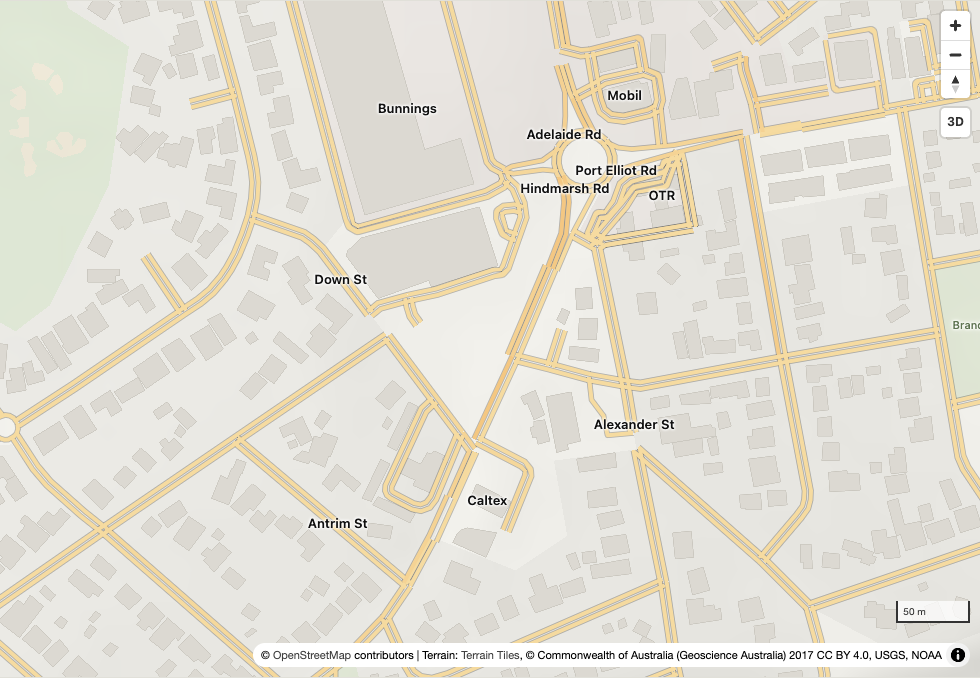 3D
Mobil
Bunnings
Adelaide Rd
Port Elliot Rd
Hindmarsh Rd
OTR
Down St
Branc
Alexander St
Caltex
Antrim St
50 m
© OpenStreetMap contributors | Terrain: Terrain Tiles, © Commonwealth of Australia (Geoscience Australia) 2017 CC BY 4.0, USGS, NOAA